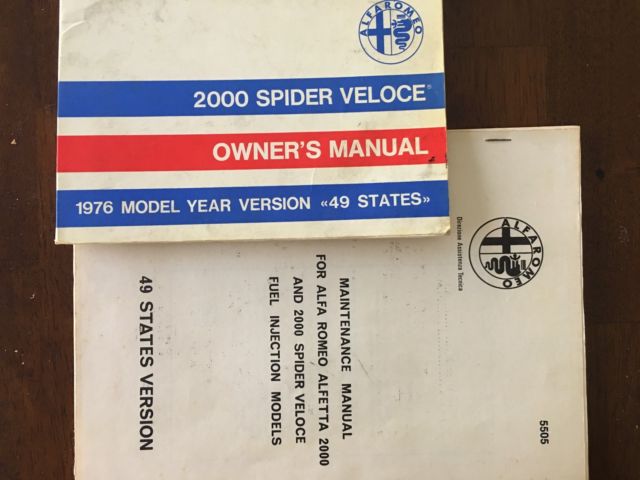 ALFA ROMEO
2000 SPIDER VELOCE
OWNER'S MANUAL
1976 MODEL YEAR VERSION «49 STATES»
ALFA ROMEO
Direzione Assistenza Tecnica
5505
MAINTENANCE MANUAL
FOR ALFA ROMEO ALFETTA 2000
AND 2000 SPIDER VELOCE
FUEL INJECTION MODELS
49 STATES VERSION